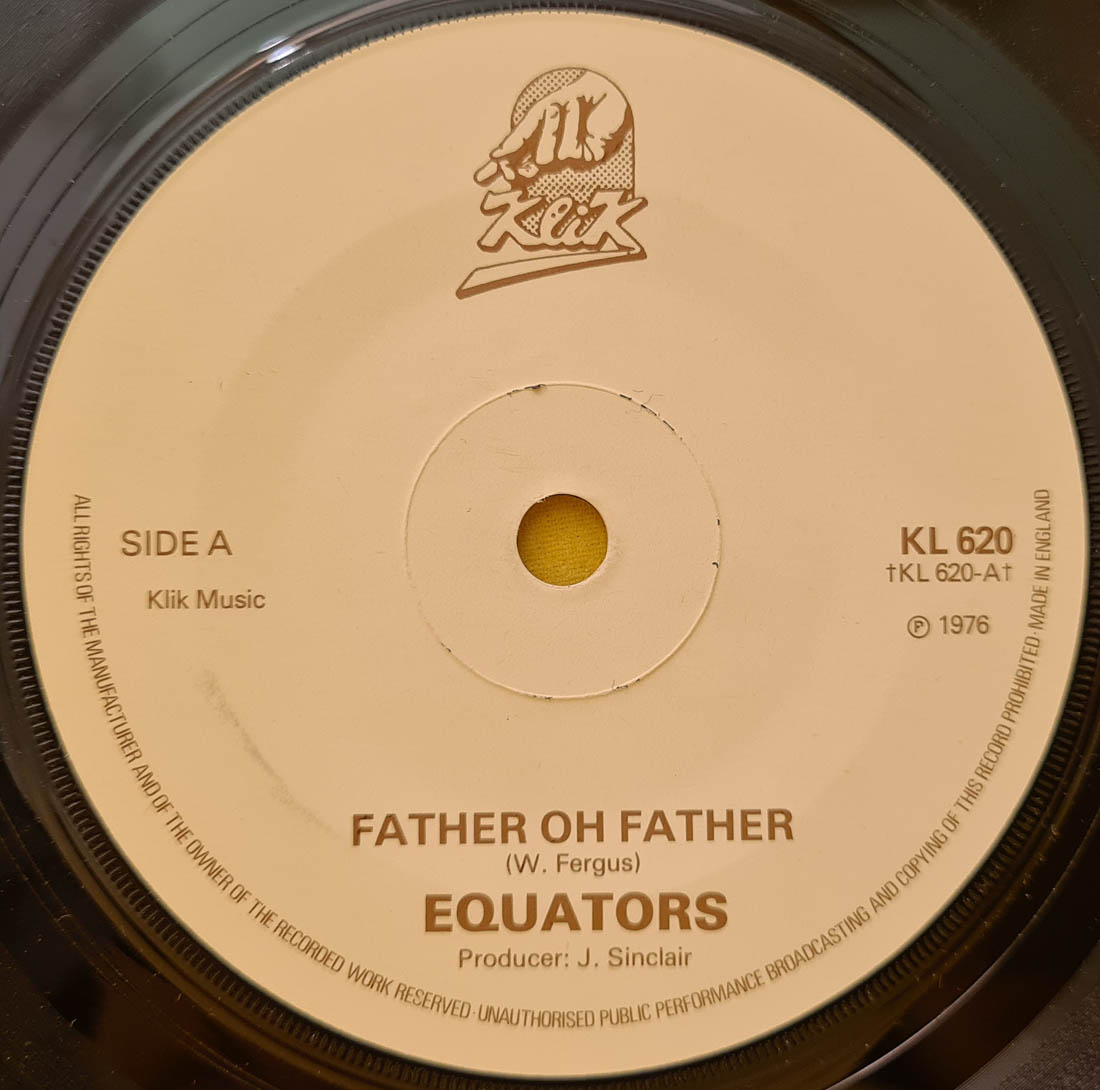 Klik
SIDE A
Klik Music
KL 620
†KL 620-A†
℗ 1976
FATHER OH FATHER
(W. Fergus)
EQUATORS
Producer: J. Sinclair
ALL RIGHTS OF THE MANUFACTURER AND OF THE OWNER OF THE RECORDED WORK RESERVED · UNAUTHORISED PUBLIC PERFORMANCE BROADCASTING AND COPYING OF THIS RECORD PROHIBITED · MADE IN ENGLAND